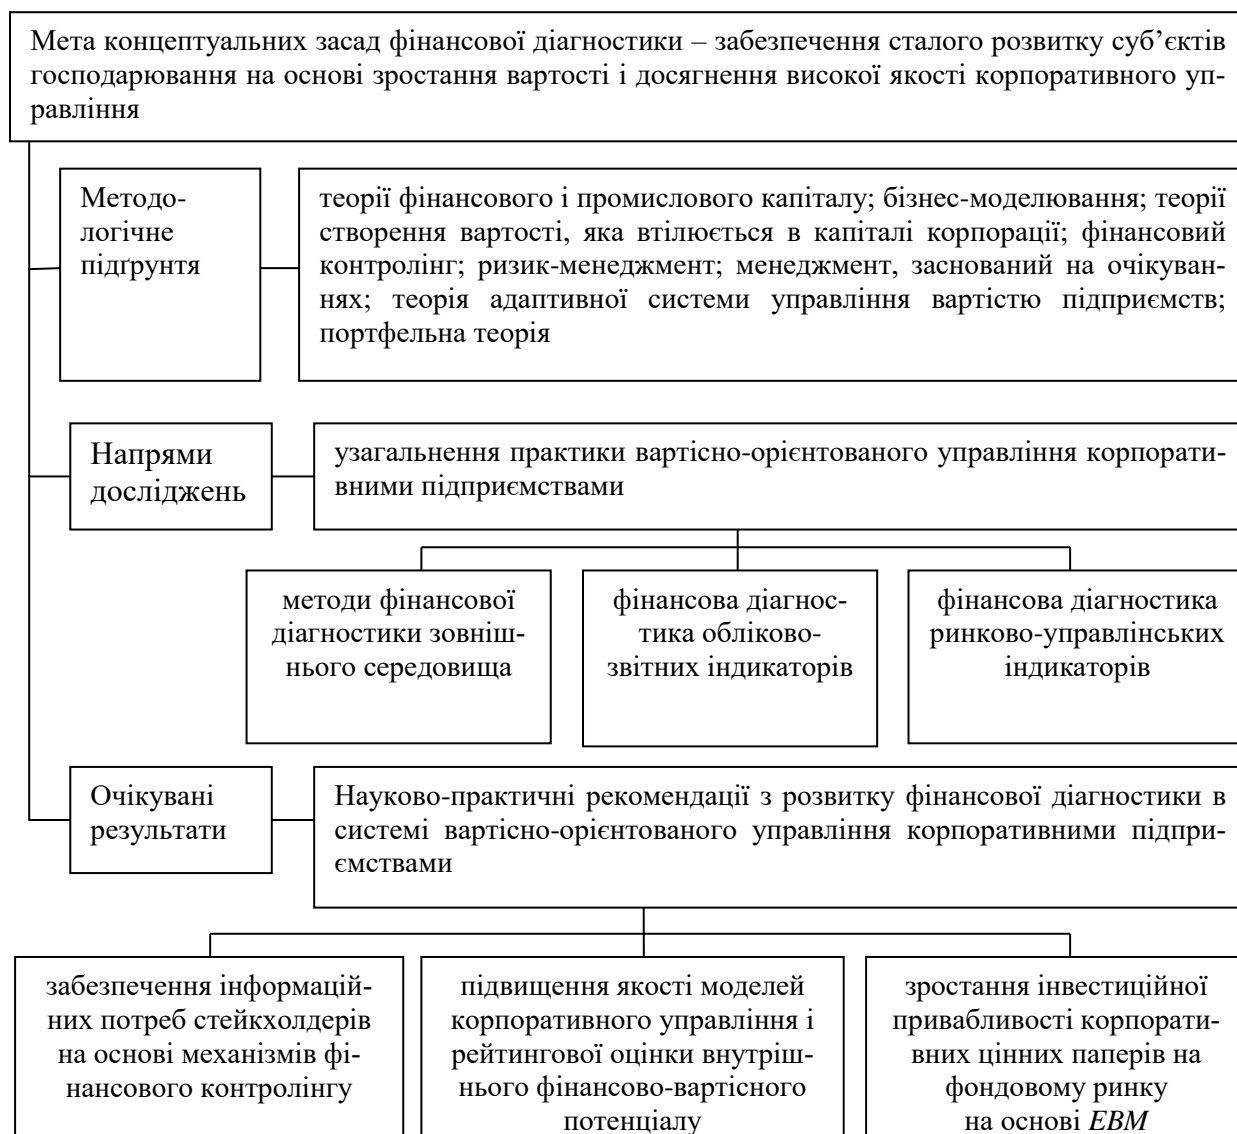 Мета концептуальних засад фінансової діагностики – забезпечення сталого розвитку суб’єктів
господарювання на основі зростання вартості і досягнення високої якості корпоративного уп-
равління
Методо-
логічне
підґрунтя
теорії фінансового і промислового капіталу; бізнес-моделювання; теорії
створення вартості, яка втілюється в капіталі корпорації; фінансовий
контролінг; ризик-менеджмент; менеджмент, заснований на очікуван-
нях; теорія адаптивної системи управління вартістю підприємств;
портфельна теорія
Напрями
досліджень
узагальнення практики вартісно-орієнтованого управління корпорати-
вними підприємствами
методи фінансової
діагностики зовніш-
нього середовища
фінансова діагнос-
тика обліково-
звітних індикаторів
фінансова діагностика
ринково-управлінських
індикаторів
Очікувані
результати
Науково-практичні рекомендації з розвитку фінансової діагностики в
системі вартісно-орієнтованого управління корпоративними підпри-
ємствами
забезпечення інформацій-
них потреб стейкхолдерів
на основі механізмів фі-
нансового контролінгу
підвищення якості моделей
корпоративного управління і
рейтингової оцінки внутріш-
нього фінансово-вартісного
потенціалу
зростання інвестиційної
привабливості корпорати-
вних цінних паперів на
фондовому ринку
на основі EBM